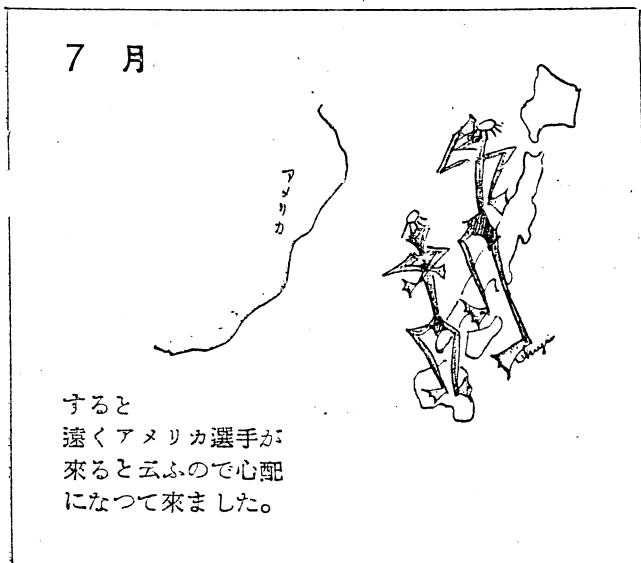 7月
アメリカ
すると
遠くアメリカ選手が
來ると云ふので心配
になつて來ました。